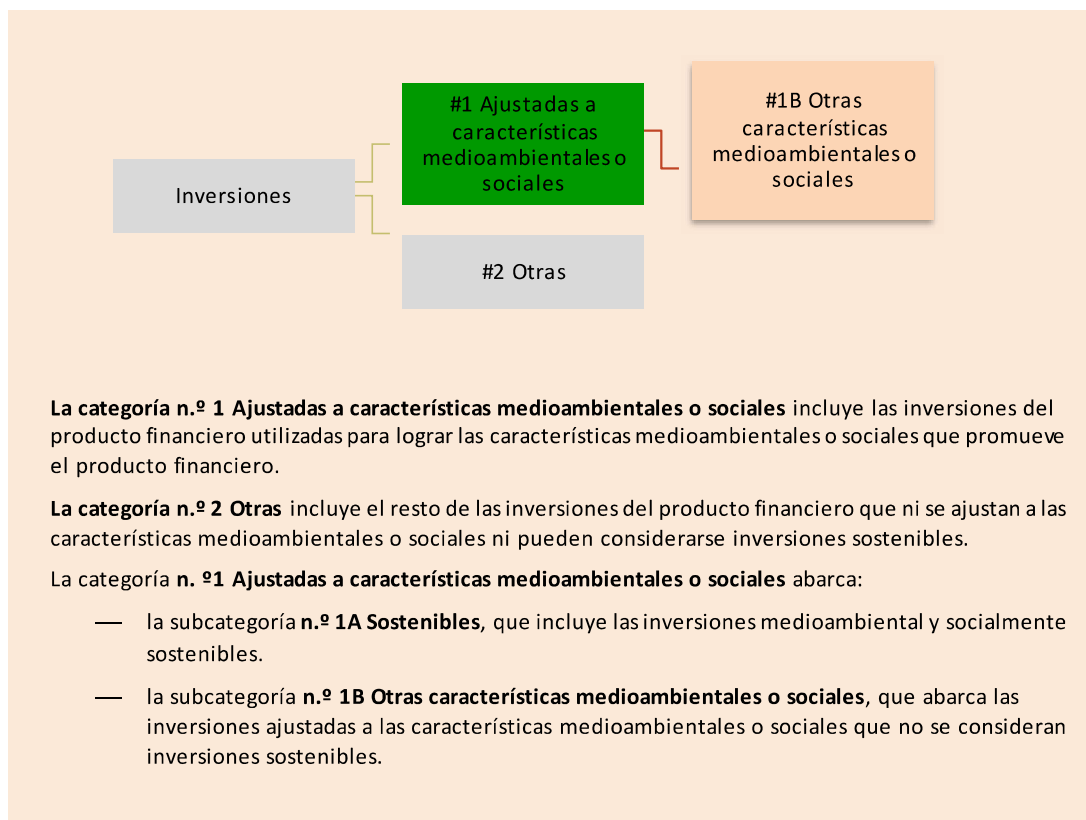 #1 Ajustadas a
características
medioambientales o
sociales
#1B Otras
características
medioambientales o
sociales
Inversiones
#2 Otras
La categoría n.º 1 Ajustadas a características medioambientales o sociales incluye las inversiones del
producto financiero utilizadas para lograr las características medioambientales o sociales que promueve
el producto financiero.
La categoría n.º 2 Otras incluye el resto de las inversiones del producto financiero que ni se ajustan a las
características medioambientales o sociales ni pueden considerarse inversiones sostenibles.
La categoría n. º1 Ajustadas a características medioambientales o sociales abarca:
— la subcategoría n.º 1A Sostenibles, que incluye las inversiones medioambiental y socialmente
sostenibles.
— la subcategoría n.º 1B Otras características medioambientales o sociales, que abarca las
inversiones ajustadas a las características medioambientales o sociales que no se consideran
inversiones sostenibles.